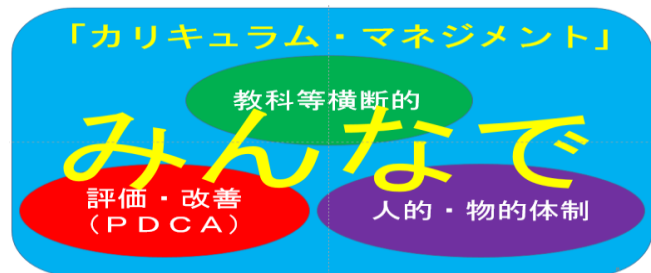 「カリキュラム・マネジメント」
教科等横断的
みんなで
評価・改善
（ＰＤＣＡ）
人的・物的体制